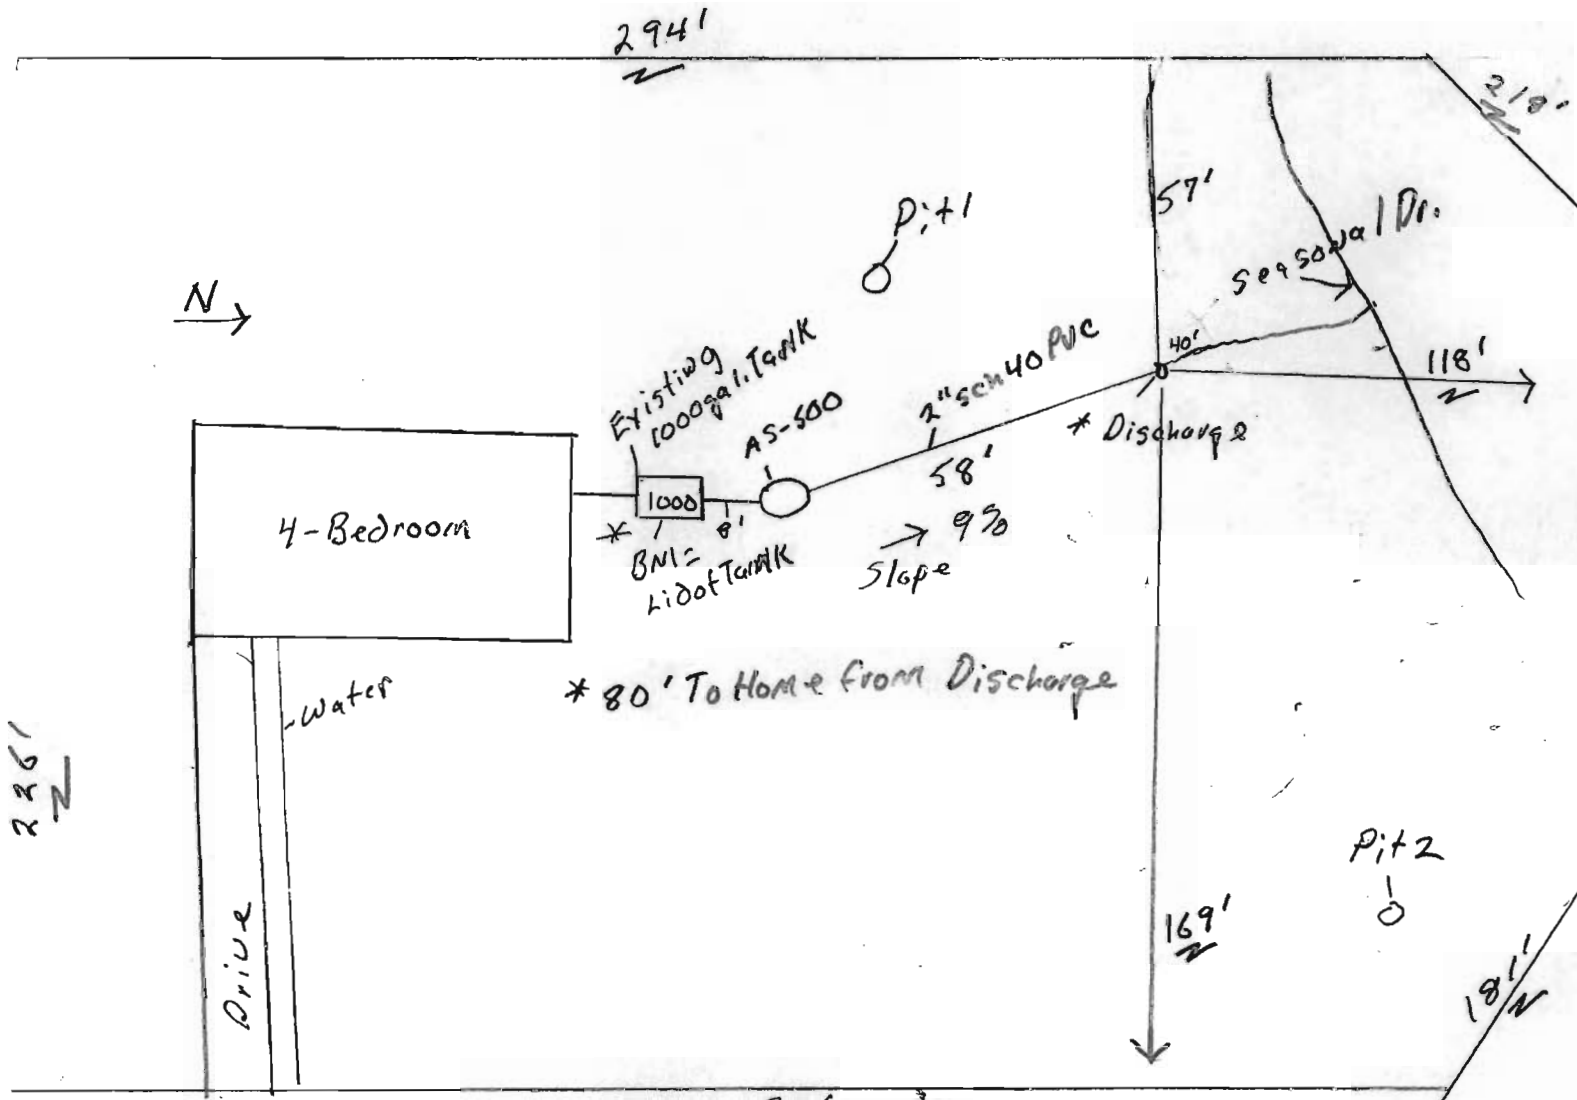 294'
218'
57'
Pit 1
Seasonal Dr.
N
Existing
1000gal. Tank
2" sch 40 PVC
40'
118'
AS-500
* Discharge
58'
1000
8'
4-Bedroom
*
9%
Slope
BM=
Lid of Tank
* 80' To Home from Discharge
Water
226'
Pit 2
Drive
169'
181'